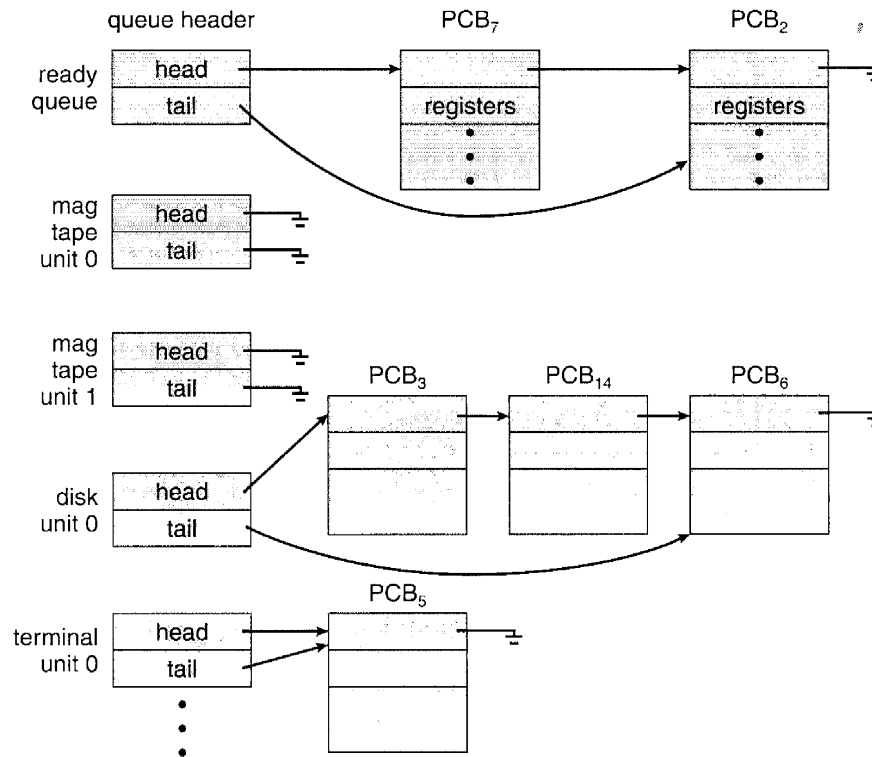 queue header
PCB₇
PCB₂
ready
queue
head
tail
registers
registers
mag
tape
unit 0
head
tail
mag
tape
unit 1
head
tail
PCB₃
PCB₁₄
PCB₆
disk
unit 0
head
tail
PCB₅
terminal
unit 0
head
tail